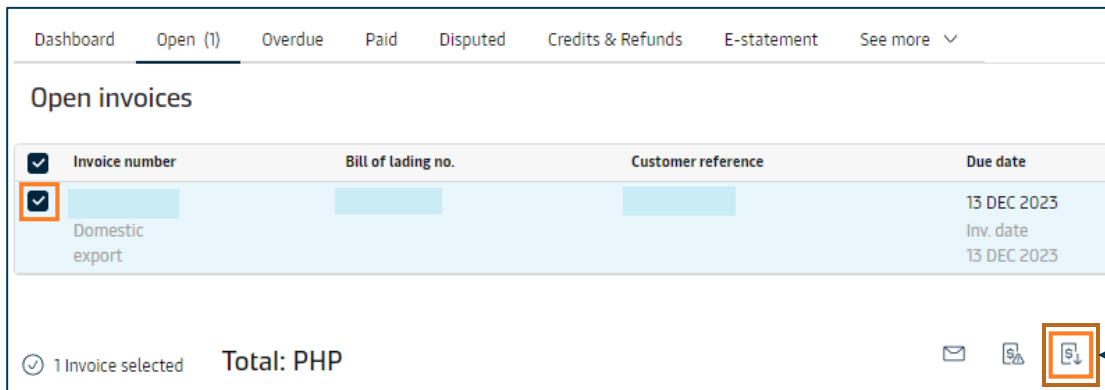 Dashboard Open (1) Overdue Paid Disputed Credits & Refunds E-statement See more
Open invoices
Invoice number Bill of lading no. Customer reference Due date
13 DEC 2023
Domestic Inv. date
export 13 DEC 2023
1 Invoice selected Total: PHP